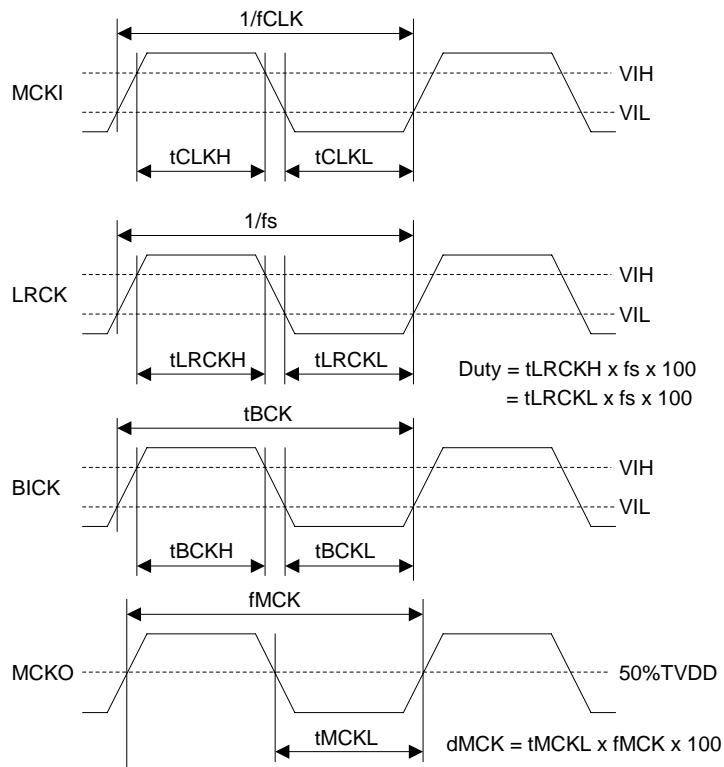 1/fCLK
MCKI
VIH
VIL
tCLKH
tCLKL
1/fs
LRCK
VIH
VIL
tLRCKH
tLRCKL
Duty = tLRCKH x fs x 100
= tLRCKL x fs x 100
tBCK
BICK
VIH
VIL
tBCKH
tBCKL
fMCK
MCKO
50%TVDD
tMCKL
dMCK = tMCKL x fMCK x 100